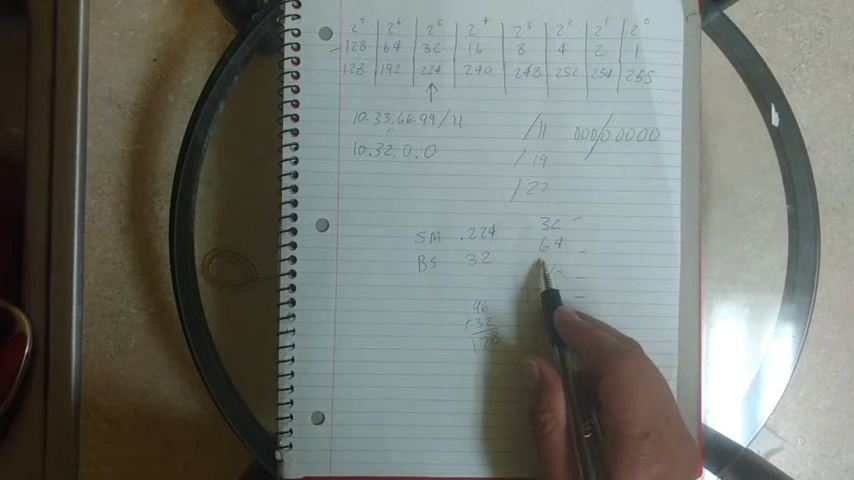 2⁷ 2⁶ 2⁵ 2⁴ 2³ 2² 2¹ 2⁰
128 64 32 16 8 4 2 1
128 192 224 240 248 252 254 255
10.33.66.99/11
10.32.0.0
/11 000/0.0000
/19
/27
SM .224
BS 32
32
64
96
+32
128